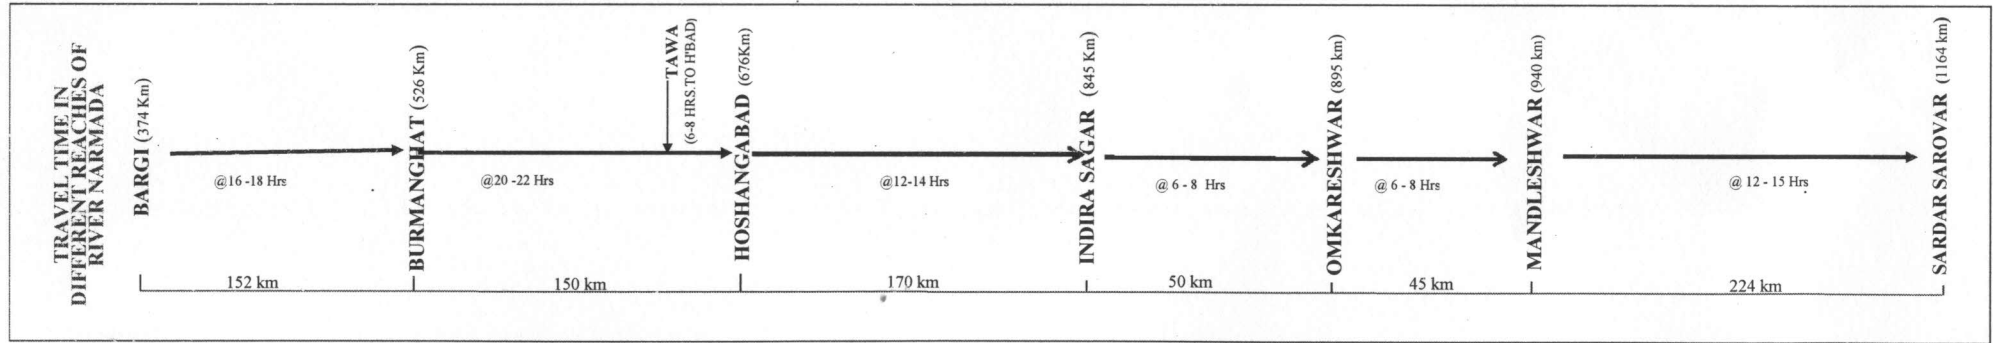 TRAVEL TIME IN
DIFFERENT REACHES OF
RIVER NARMADA
BARGI (374 Km)
@16 -18 Hrs
BURMANGHAT (526 Km)
@20 -22 Hrs
TAWA
(6-8 HRS.TO H'BAD)
HOSHANGABAD (676Km)
@12-14 Hrs
INDIRA SAGAR (845 Km)
@ 6 - 8 Hrs
OMKARESHWAR (895 km)
@ 6 - 8 Hrs
MANDLESHWAR (940 km)
@ 12 - 15 Hrs
SARDAR SAROVAR (1164 km)
152 km
150 km
170 km
50 km
45 km
224 km